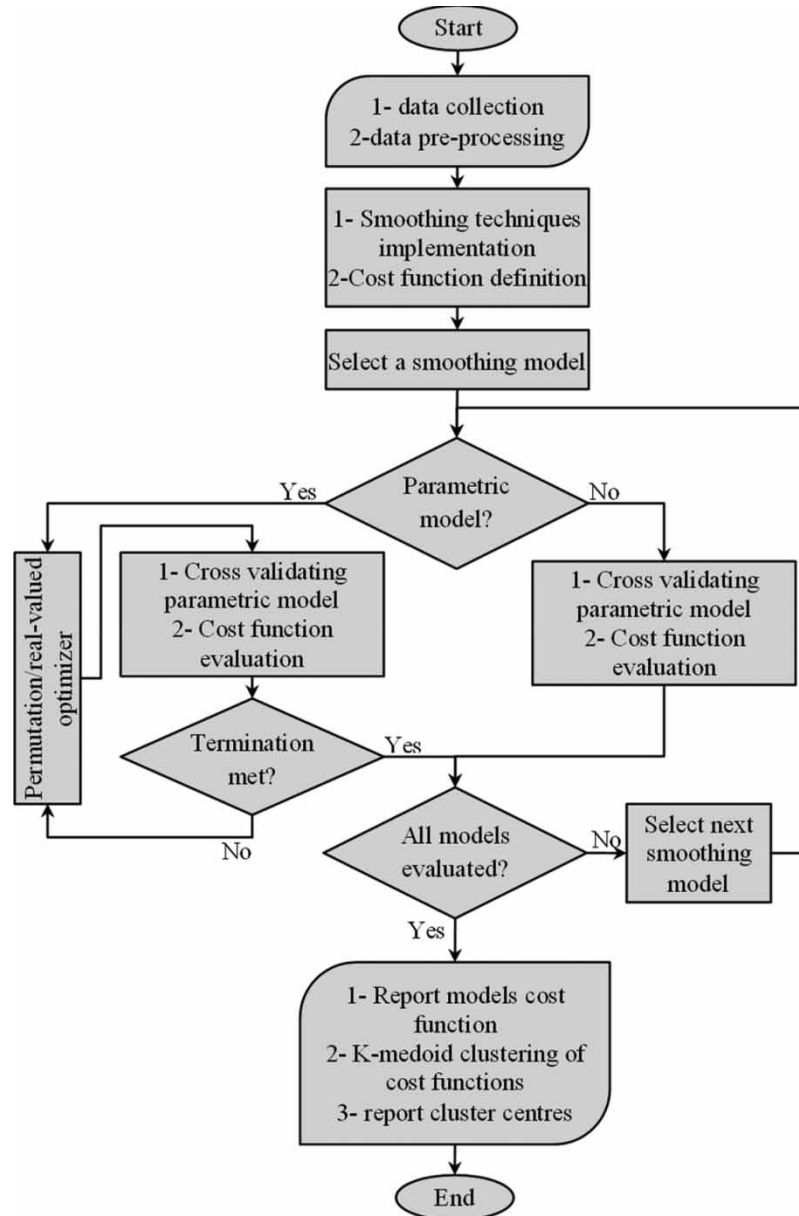 Start
1- data collection
2-data pre-processing
1- Smoothing techniques
implementation
2-Cost function definition
Select a smoothing model
Yes
Parametric
model?
No
Permutation/real-valued
optimizer
1- Cross validating
parametric model
2- Cost function
evaluation
1- Cross validating
parametric model
2- Cost function
evaluation
Termination
met?
Yes
No
All models
evaluated?
No
Select next
smoothing
model
Yes
1- Report models cost
function
2- K-medoid clustering of
cost functions
3- report cluster centres
End